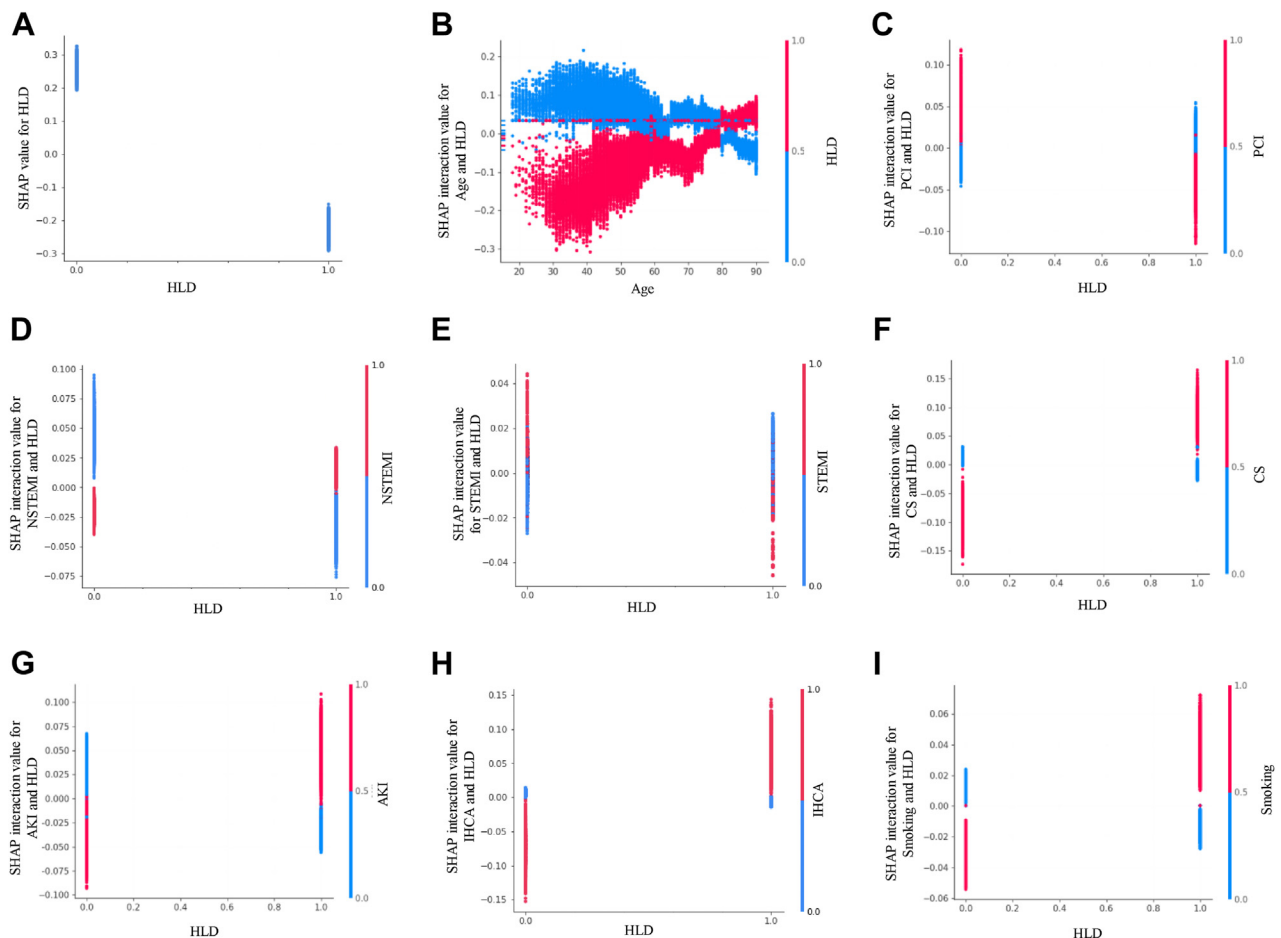 A
SHAP value for HLD
0.3
0.2
0.1
0.0
−0.1
−0.2
−0.3
0.0
1.0
HLD
B
SHAP interaction value for
Age and HLD
0.2
0.1
0.0
−0.1
−0.2
−0.3
20 30 40 50 60 70 80 90
Age
1.0
0.5
0.0
HLD
C
SHAP interaction value for
PCI and HLD
0.10
0.05
0.00
−0.05
−0.10
0.0 0.2 0.4 0.6 0.8 1.0
HLD
1.0
0.5
0.0
PCI
D
SHAP interaction value for
NSTEMI and HLD
0.100
0.075
0.050
0.025
0.000
−0.025
−0.050
−0.075
0.0 1.0
HLD
1.0
0.0
NSTEMI
E
SHAP interaction value
for STEMI and HLD
0.04
0.02
0.00
−0.02
−0.04
0.0 1.0
HLD
1.0
0.0
STEMI
F
SHAP interaction value for
CS and HLD
0.15
0.10
0.05
0.00
−0.05
−0.10
−0.15
0.0 0.2 0.4 0.6 0.8 1.0
HLD
1.0
0.5
0.0
CS
G
SHAP interaction value for
AKI and HLD
0.100
0.075
0.050
0.025
0.000
−0.025
−0.050
−0.075
−0.100
0.0 0.2 0.4 0.6 0.8 1.0
HLD
1.0
0.5
0.0
AKI
H
SHAP interaction value for
IHCA and HLD
0.15
0.10
0.05
0.00
−0.05
−0.10
−0.15
0.0 1.0
HLD
1.0
0.0
IHCA
I
SHAP interaction value for
Smoking and HLD
0.06
0.04
0.02
0.00
−0.02
−0.04
−0.06
0.0 0.2 0.4 0.6 0.8 1.0
HLD
1.0
0.5
0.0
Smoking